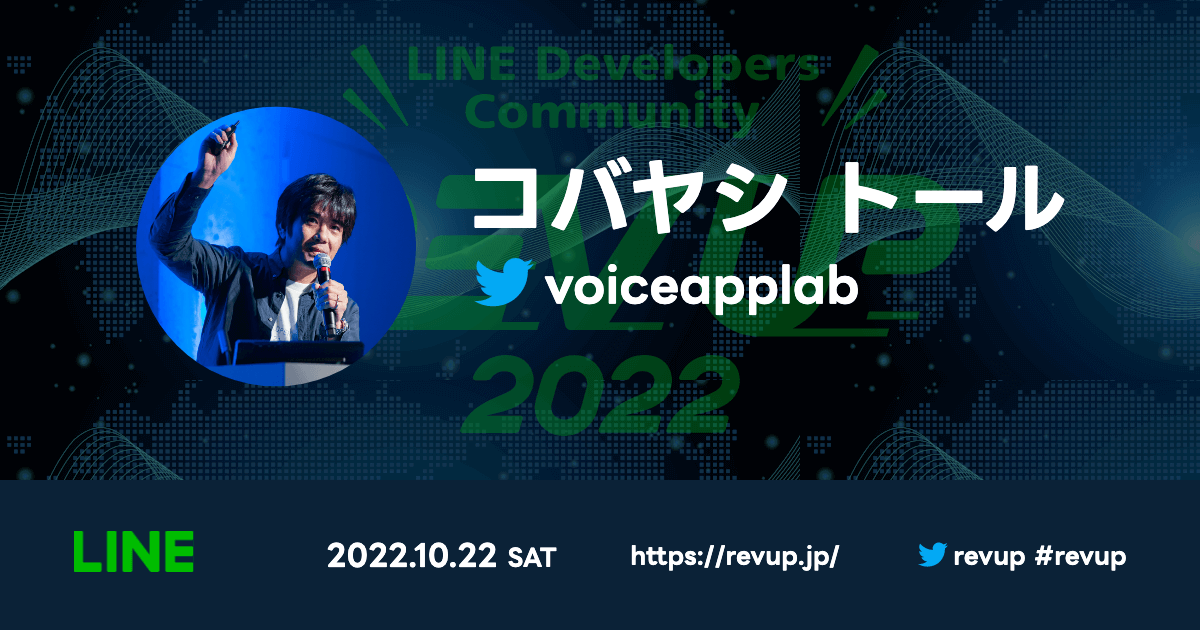 LINE Developers
Community
REVUP
2022
コバヤシ トール
voiceapplab
LINE
2022.10.22 SAT
https://revup.jp/
revup #revup